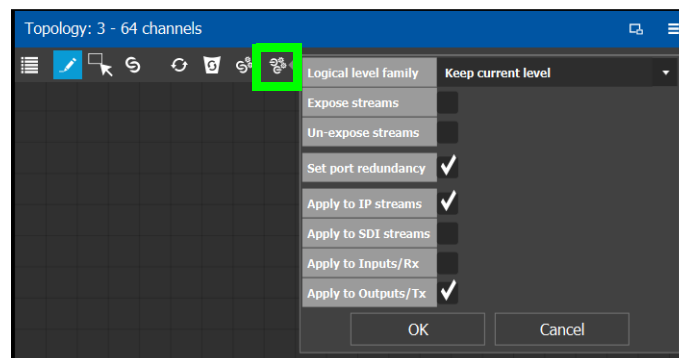 Topology: 3 - 64 channels
Logical level family Keep current level
Expose streams
Un-expose streams
Set port redundancy
Apply to IP streams
Apply to SDI streams
Apply to Inputs/Rx
Apply to Outputs/Tx
OK Cancel